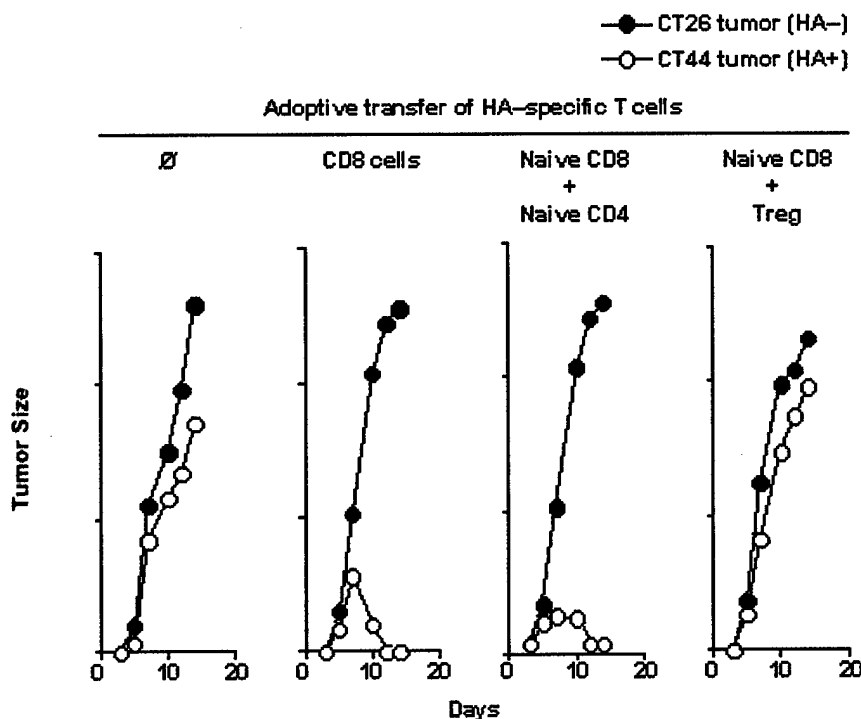 CT26 tumor (HA–)
CT44 tumor (HA+)
Adoptive transfer of HA–specific T cells
Ø
CD8 cells
Naive CD8
+
Naive CD4
Naive CD8
+
Treg
Tumor Size
0 10 20
0 10 20
0 10 20
0 10 20
Days